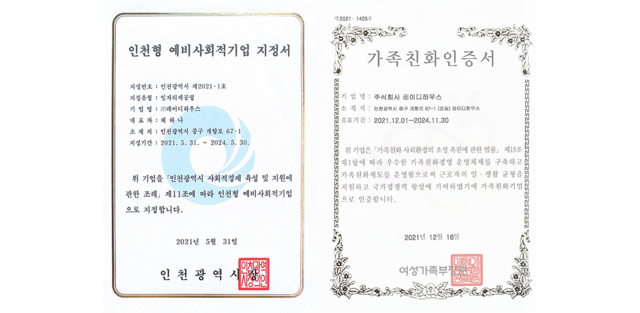 인천형 예비사회적기업 지정서
지정번호 : 인천광역시 제2021-1호
지정유형 : 일자리제공형
기 업 명 : ㈜레이디하우스
대 표 자 : 제 하 나
소 재 지 : 인천광역시 중구 개항로 67-1
지정기간 : 2021. 5. 31. ~ 2024. 5. 30.
위 기업을 「인천광역시 사회적경제 육성 및 지원에
관한 조례」 제11조에 따라 인천형 예비사회적기업
으로 지정합니다.
2021년 5월 31일
인 천 광 역 시 장
제2021 - 1405호
가족친화인증서
기 업 명 : 주식회사 레이디하우스
소 재 지 : 인천광역시 중구 개항로 67-1 (경동) 레이디하우스
유효기간 : 2021.12.01~2024.11.30
위 기업은 「가족친화 사회환경의 조성 촉진에 관한 법률」 제15조
제1항에 따라 우수한 가족친화경영 운영체제를 구축하고
가족친화제도를 운영함으로써 근로자의 일 · 생활 균형을
지원하고 국가경쟁력 향상에 기여하였기에 가족친화기업
으로 인증합니다.
2021년 12월 16일
여성가족부장관